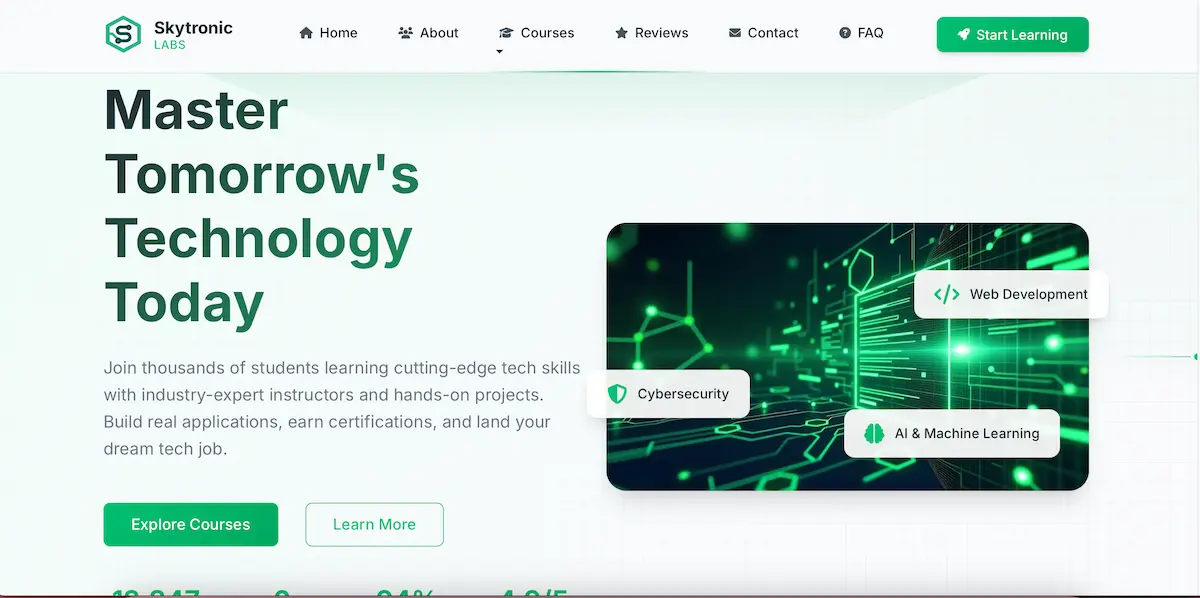 Skytronic
LABS
Home
About
Courses
Reviews
Contact
FAQ
Start Learning
Master
Tomorrow's
Technology
Today
Join thousands of students learning cutting-edge tech skills
with industry-expert instructors and hands-on projects.
Build real applications, earn certifications, and land your
dream tech job.
Web Development
Cybersecurity
AI & Machine Learning
Explore Courses
Learn More